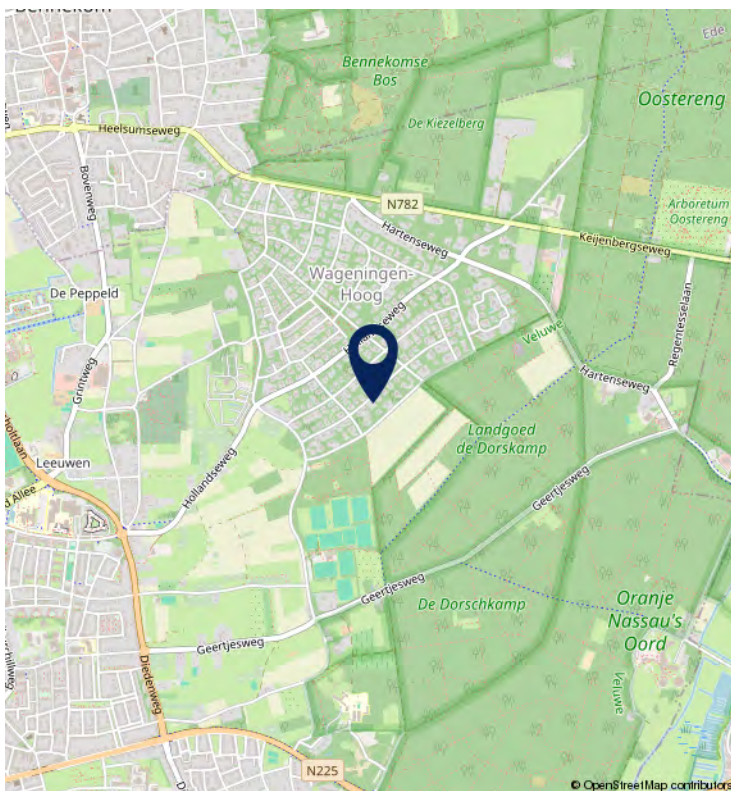 Bennekom
Ede
Bennekomse
Bos
Oostereng
De Kiezelberg
Heelsumseweg
Bovenweg
N782
Arboretum
Oostereng
Hartenseweg
Keijenbergseweg
Wageningen-
Hoog
De Peppeld
Regentesselaan
Veluwe
Grintweg
Hartenseweg
Landgoed
de Dorskamp
Leeuwen
Hollandseweg
Geertjesweg
Geertjesweg
De Dorschkamp
Oranje
Nassau's
Oord
Geertjesweg
Diedenweg
Veluwe
N225
© OpenStreetMap contributors